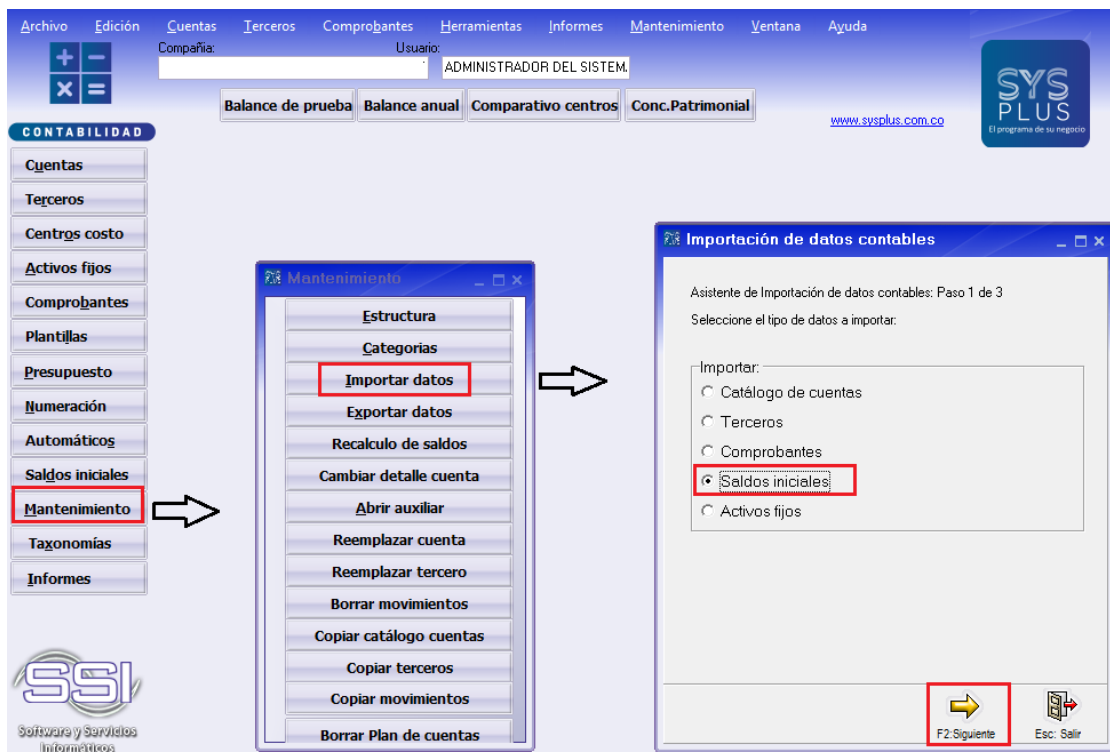 Archivo Edición Cuentas Terceros Comprobantes Herramientas Informes Mantenimiento Ventana Ayuda
Compañia: Usuario:
ADMINISTRADOR DEL SISTEM.
Balance de prueba Balance anual Comparativo centros Conc.Patrimonial
www.sysplus.com.co
SYS
PLUS
El programa de su negocio
CONTABILIDAD
Cuentas
Terceros
Centros costo
Activos fijos
Comprobantes
Plantillas
Presupuesto
Numeración
Automáticos
Saldos iniciales
Mantenimiento
Taxonomías
Informes
SSI
Software y Servicios
Informáticos
Mantenimiento
Estructura
Categorias
Importar datos
Exportar datos
Recalculo de saldos
Cambiar detalle cuenta
Abrir auxiliar
Reemplazar cuenta
Reemplazar tercero
Borrar movimientos
Copiar catálogo cuentas
Copiar terceros
Copiar movimientos
Borrar Plan de cuentas
Importación de datos contables
Asistente de Importación de datos contables: Paso 1 de 3
Seleccione el tipo de datos a importar:
Importar:
Catálogo de cuentas
Terceros
Comprobantes
Saldos iniciales
Activos fijos
F2:Siguiente Esc: Salir